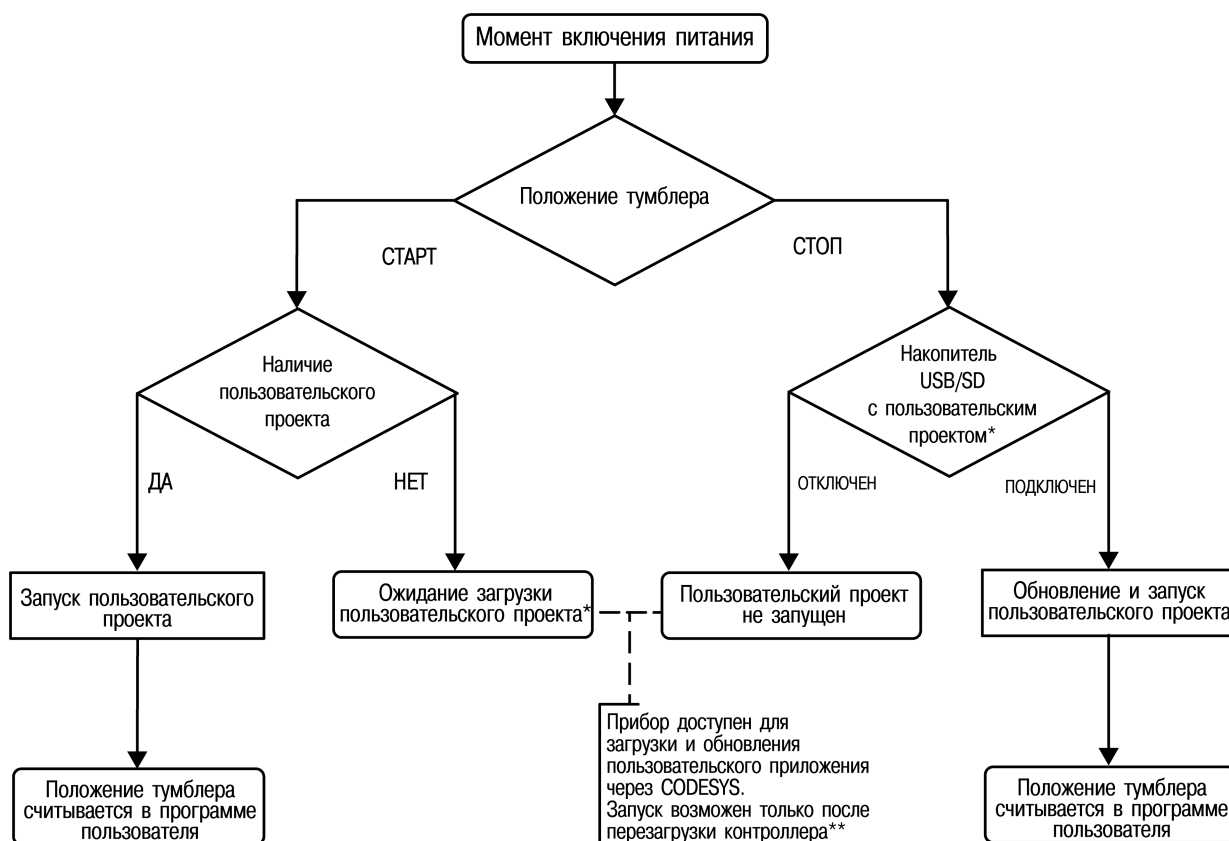 Момент включения питания
Положение тумблера
СТАРТ
СТОП
Наличие
пользовательского
проекта
Накопитель
USB/SD
с пользовательским
проектом*
ДА
НЕТ
ОТКЛЮЧЕН
ПОДКЛЮЧЕН
Запуск пользовательского
проекта
Ожидание загрузки
пользовательского проекта*
Пользовательский проект
не запущен
Обновление и запуск
пользовательского проекта
Прибор доступен для
загрузки и обновления
пользовательского приложения
через CODESYS.
Запуск возможен только после
перезагрузки контроллера**
Положение тумблера
считывается в программе
пользователя
Положение тумблера
считывается в программе
пользователя